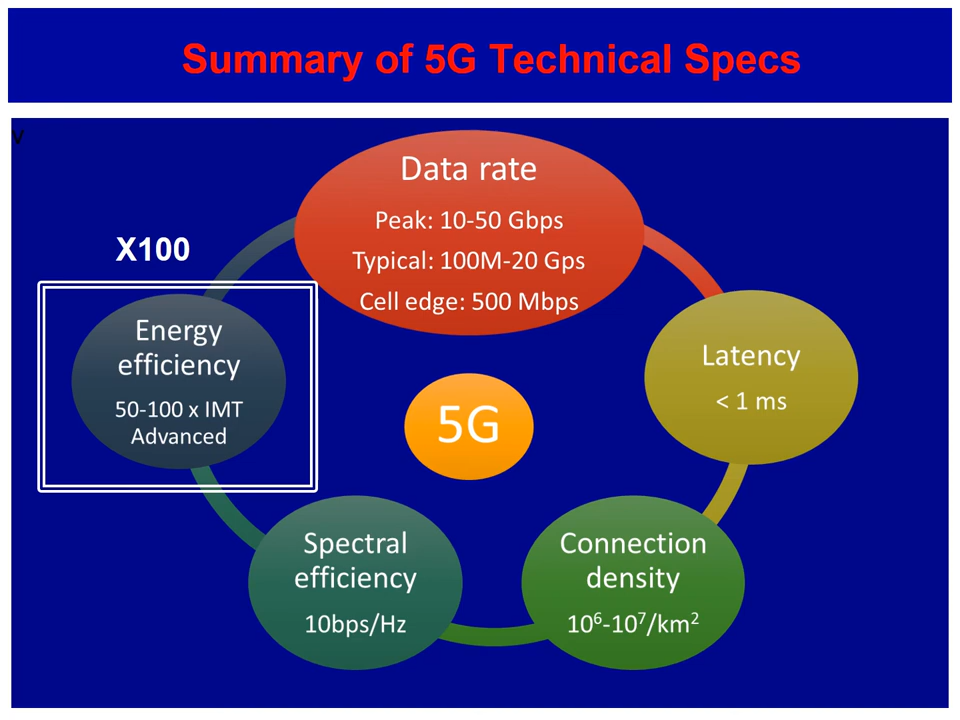 Summary of 5G Technical Specs
v
Data rate
Peak: 10-50 Gbps
Typical: 100M-20 Gps
Cell edge: 500 Mbps
X100
Energy
efficiency
50-100 x IMT
Advanced
Latency
< 1 ms
5G
Spectral
efficiency
10bps/Hz
Connection
density
10⁶-10⁷/km²